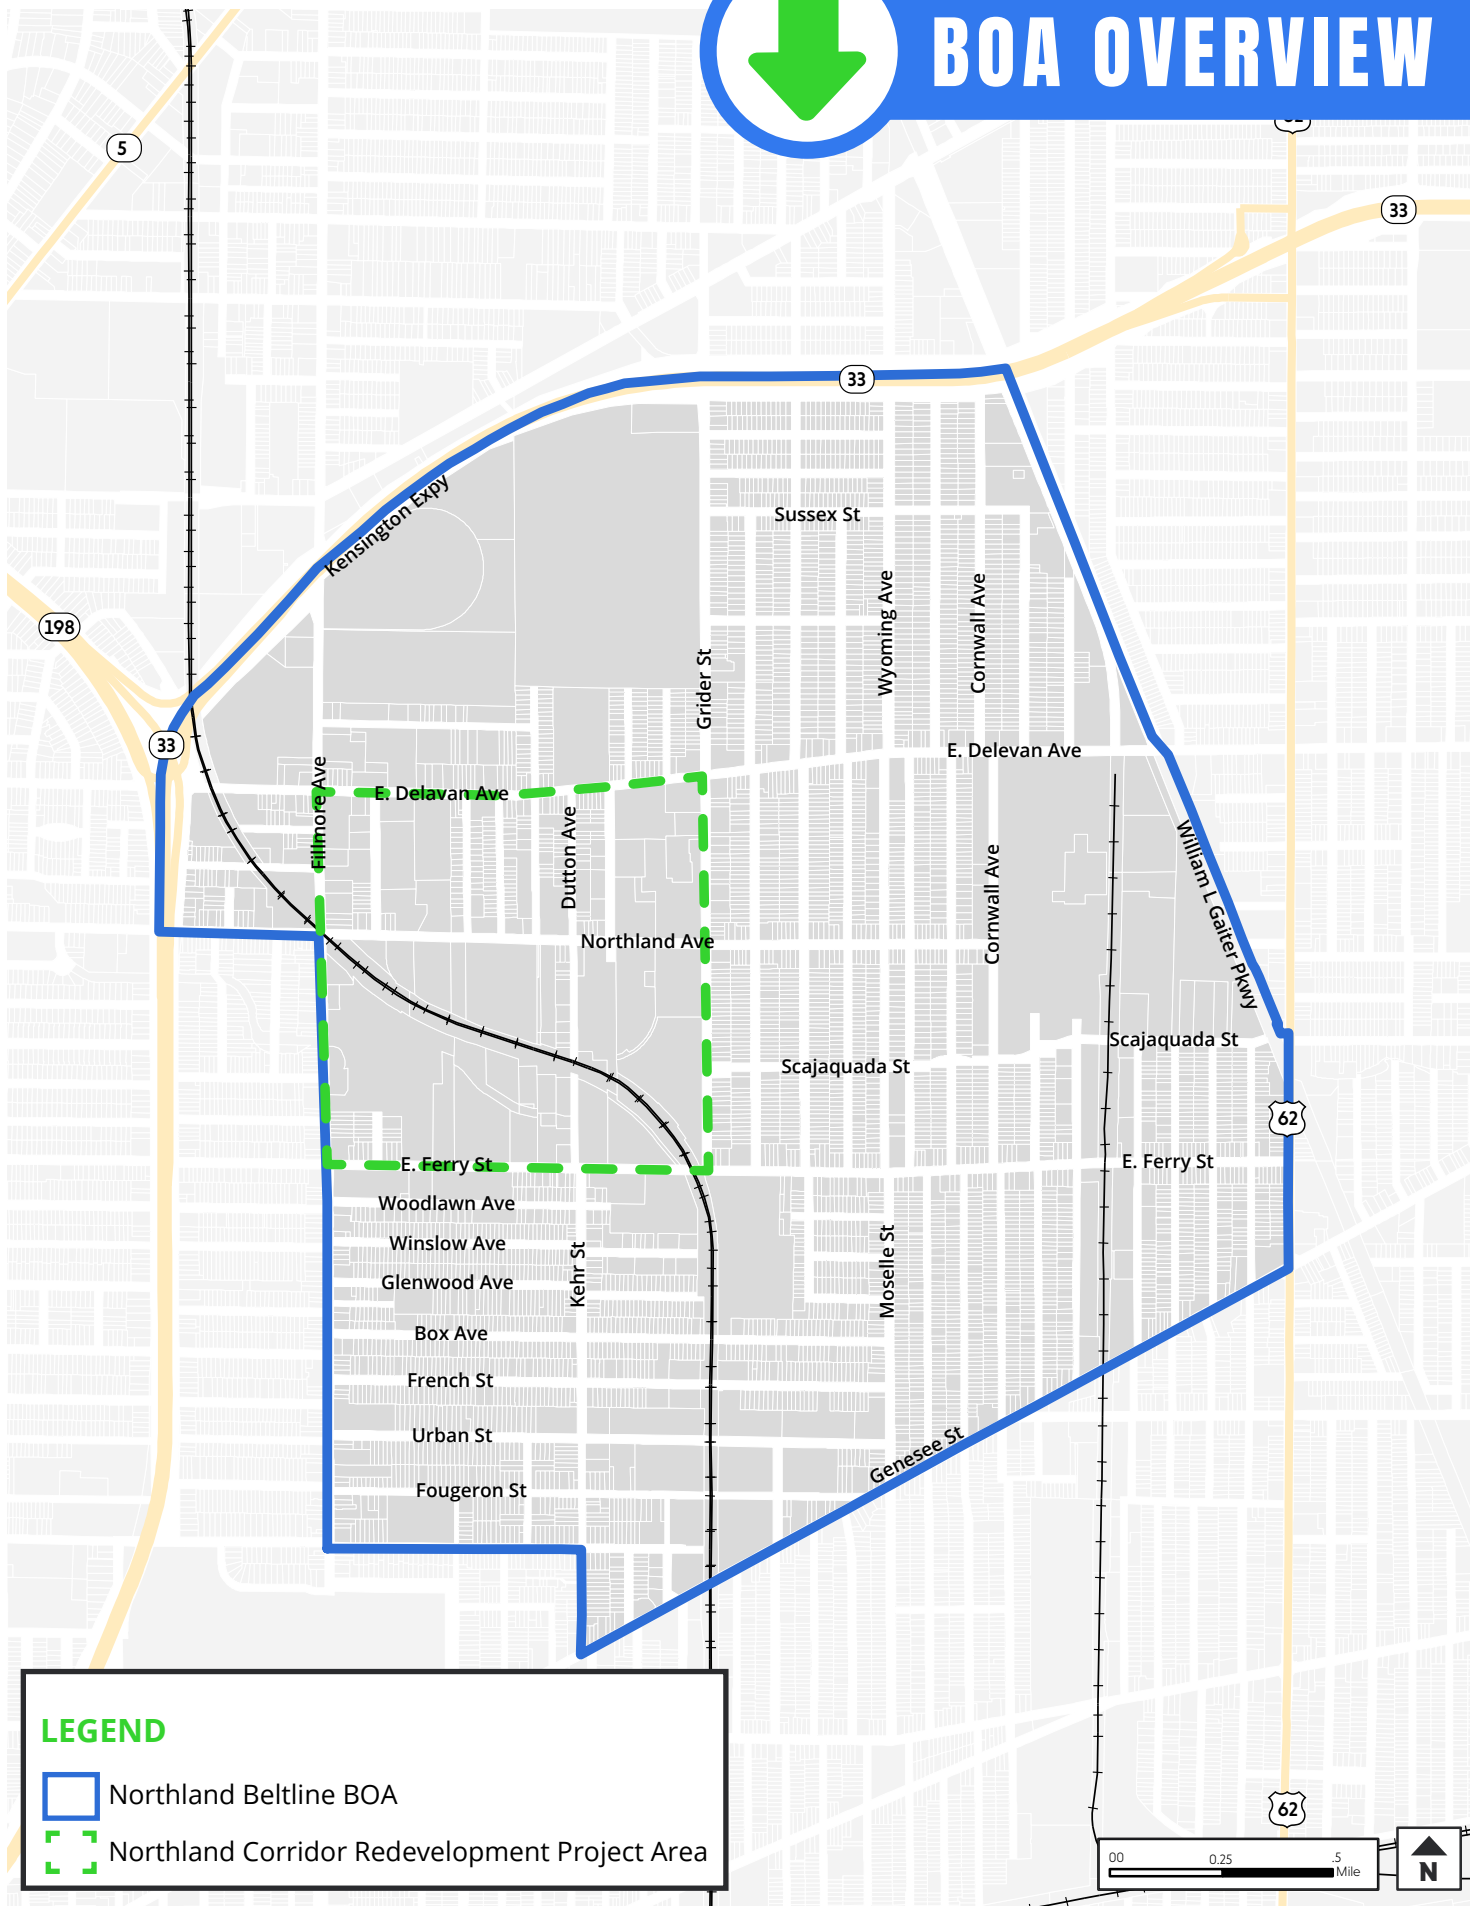 BOA OVERVIEW
5
33
33
Sussex St
Kensington Expy
Wyoming Ave
Cornwall Ave
198
Grider St
33
E. Delevan Ave
Fillmore Ave
E. Delavan Ave
Dutton Ave
William L Gaiter Pkwy
Cornwall Ave
Northland Ave
Scajaquada St
Scajaquada St
62
E. Ferry St
E. Ferry St
Woodlawn Ave
Winslow Ave
Kehr St
Moselle St
Glenwood Ave
Box Ave
French St
Urban St
Genesee St
Fougeron St
LEGEND
Northland Beltline BOA
Northland Corridor Redevelopment Project Area
62
00 0.25 .5
Mile
N